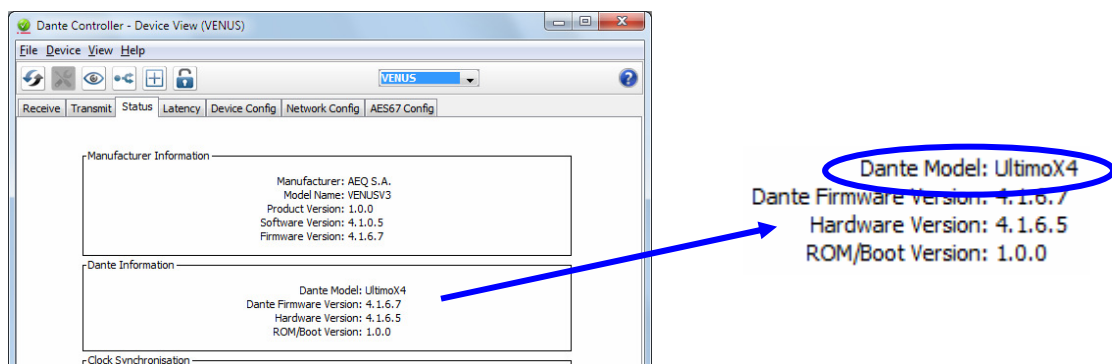 Dante Controller - Device View (VENUS)
File Device View Help
VENUS
?
Receive Transmit Status Latency Device Config Network Config AES67 Config
Manufacturer Information
Manufacturer: AEQ S.A.
Model Name: VENUSV3
Product Version: 1.0.0
Software Version: 4.1.0.5
Firmware Version: 4.1.6.7
Dante Information
Dante Model: UltimoX4
Dante Firmware Version: 4.1.6.7
Hardware Version: 4.1.6.5
ROM/Boot Version: 1.0.0
Clock Synchronisation
Dante Model: UltimoX4
Dante Firmware Version: 4.1.6.7
Hardware Version: 4.1.6.5
ROM/Boot Version: 1.0.0